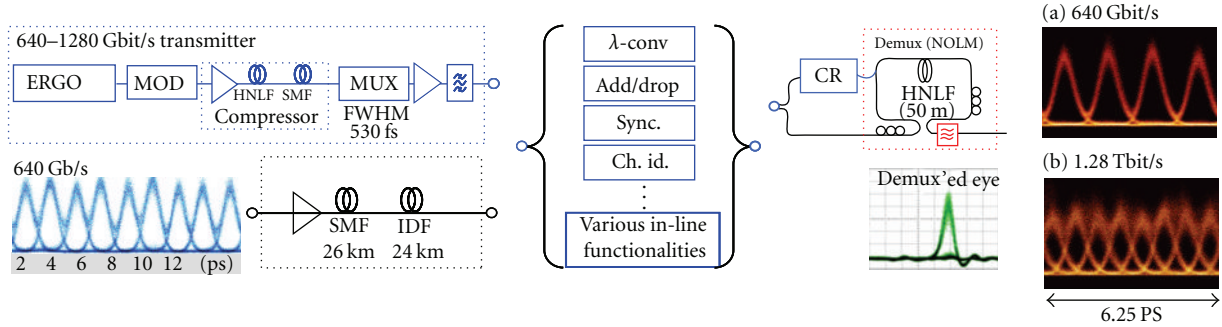 640–1280 Gbit/s transmitter
ERGO
MOD
HNLF SMF
Compressor
MUX
FWHM
530 fs
640 Gb/s
2 4 6 8 10 12 (ps)
SMF
26 km
IDF
24 km
λ-conv
Add/drop
Sync.
Ch. id.
Various in-line
functionalities
Demux (NOLM)
CR
HNLF
(50 m)
Demux'ed eye
(a) 640 Gbit/s
(b) 1.28 Tbit/s
6.25 PS